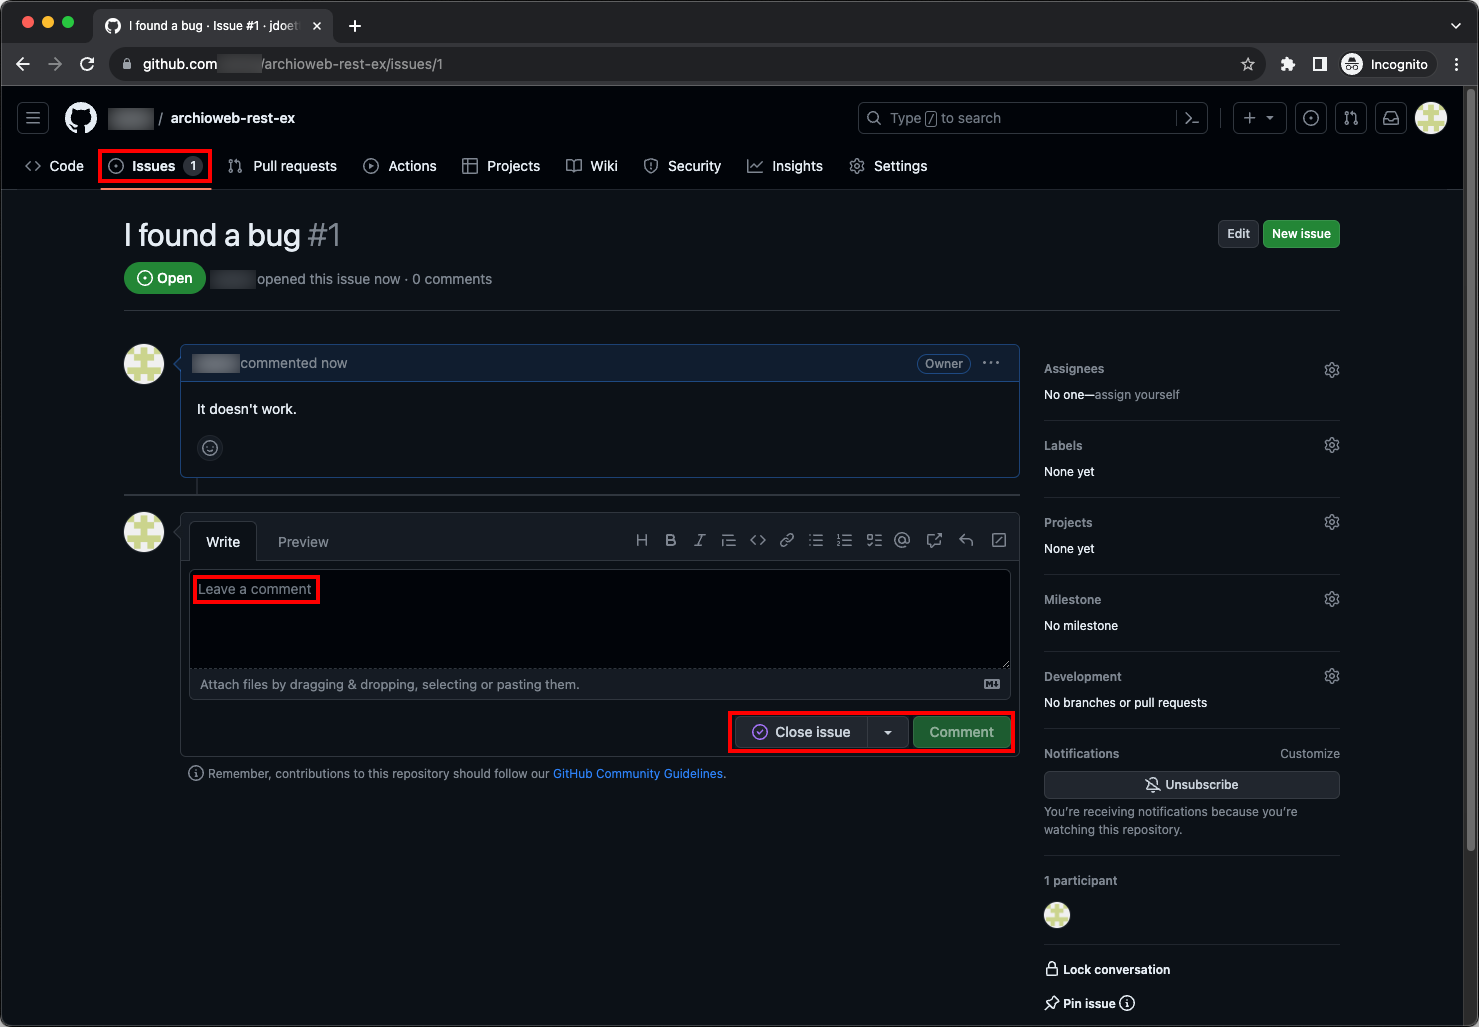 I found a bug · Issue #1 · jdoet
github.com /archioweb-rest-ex/issues/1
Incognito
/ archioweb-rest-ex
Type / to search
Code
Issues 1
Pull requests
Actions
Projects
Wiki
Security
Insights
Settings
I found a bug #1
Edit
New issue
Open
opened this issue now · 0 comments
commented now
Owner
It doesn't work.
Write
Preview
Leave a comment
Attach files by dragging & dropping, selecting or pasting them.
Close issue
Comment
Remember, contributions to this repository should follow our GitHub Community Guidelines.
Assignees
No one—assign yourself
Labels
None yet
Projects
None yet
Milestone
No milestone
Development
No branches or pull requests
Notifications
Customize
Unsubscribe
You're receiving notifications because you're
watching this repository.
1 participant
Lock conversation
Pin issue